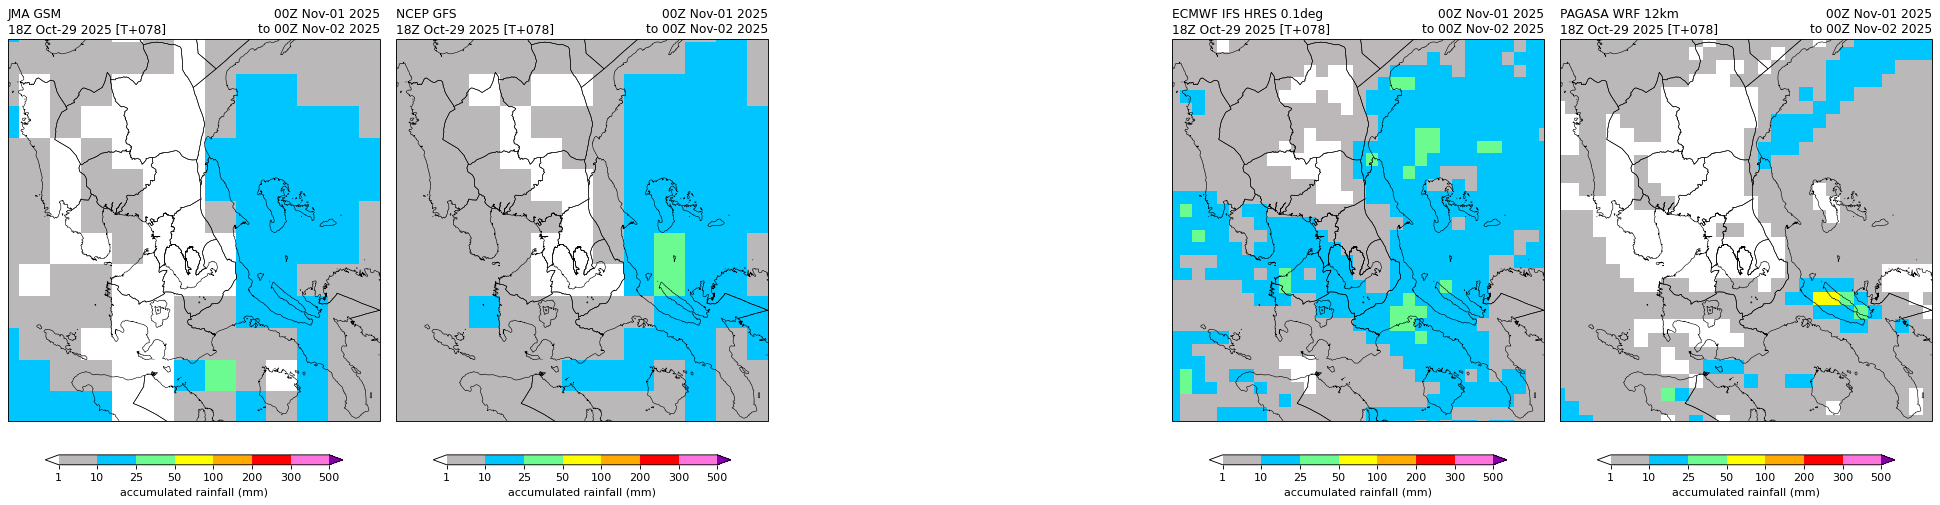 JMA GSM 00Z Nov-01 2025
18Z Oct-29 2025 [T+078] to 00Z Nov-02 2025
NCEP GFS 00Z Nov-01 2025
18Z Oct-29 2025 [T+078] to 00Z Nov-02 2025
ECMWF IFS HRES 0.1deg 00Z Nov-01 2025
18Z Oct-29 2025 [T+078] to 00Z Nov-02 2025
PAGASA WRF 12km 00Z Nov-01 2025
18Z Oct-29 2025 [T+078] to 00Z Nov-02 2025
1 10 25 50 100 200 300 500
accumulated rainfall (mm)
1 10 25 50 100 200 300 500
accumulated rainfall (mm)
1 10 25 50 100 200 300 500
accumulated rainfall (mm)
1 10 25 50 100 200 300 500
accumulated rainfall (mm)